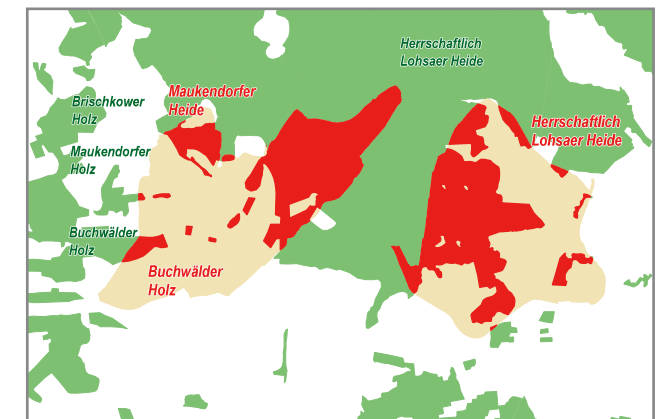 Herrschaftlich
Lohsaer Heide
Maukendorfer
Heide
Brischkower
Holz
Herrschaftlich
Lohsaer Heide
Maukendorfer
Holz
Buchwälder
Holz
Buchwälder
Holz